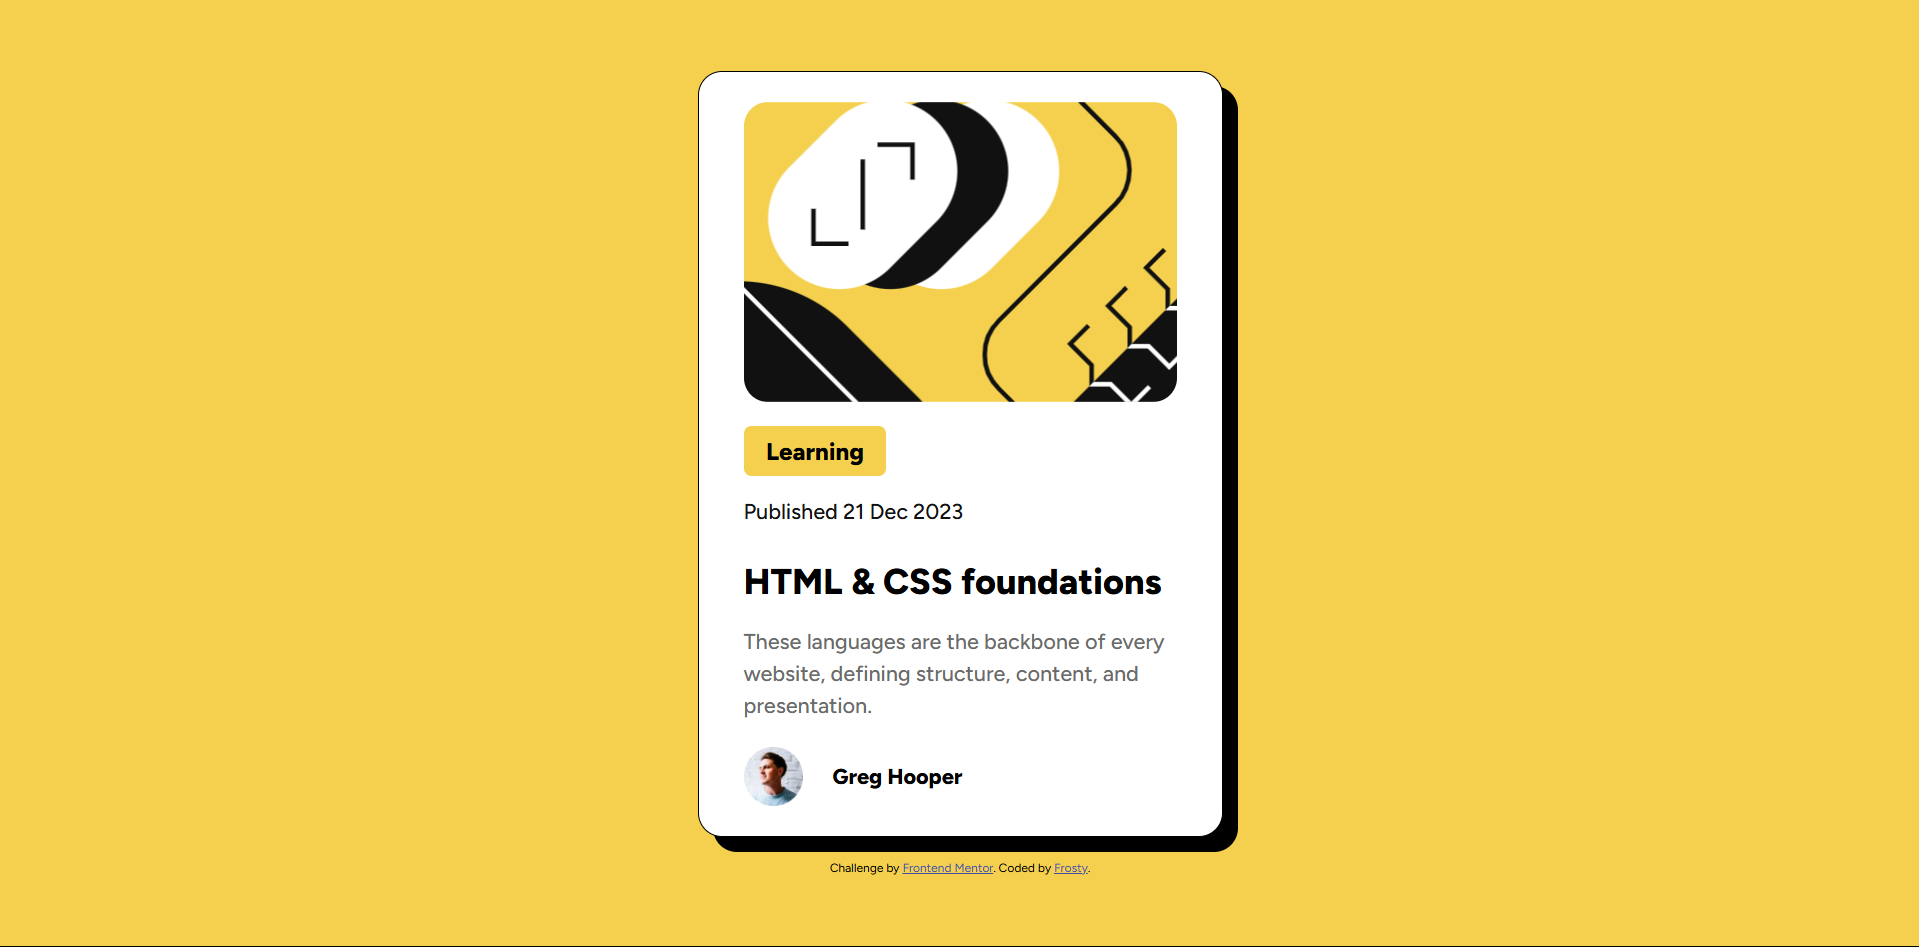 Learning
Published 21 Dec 2023
HTML & CSS foundations
These languages are the backbone of every
website, defining structure, content, and
presentation.
Greg Hooper
Challenge by Frontend Mentor. Coded by Frosty.